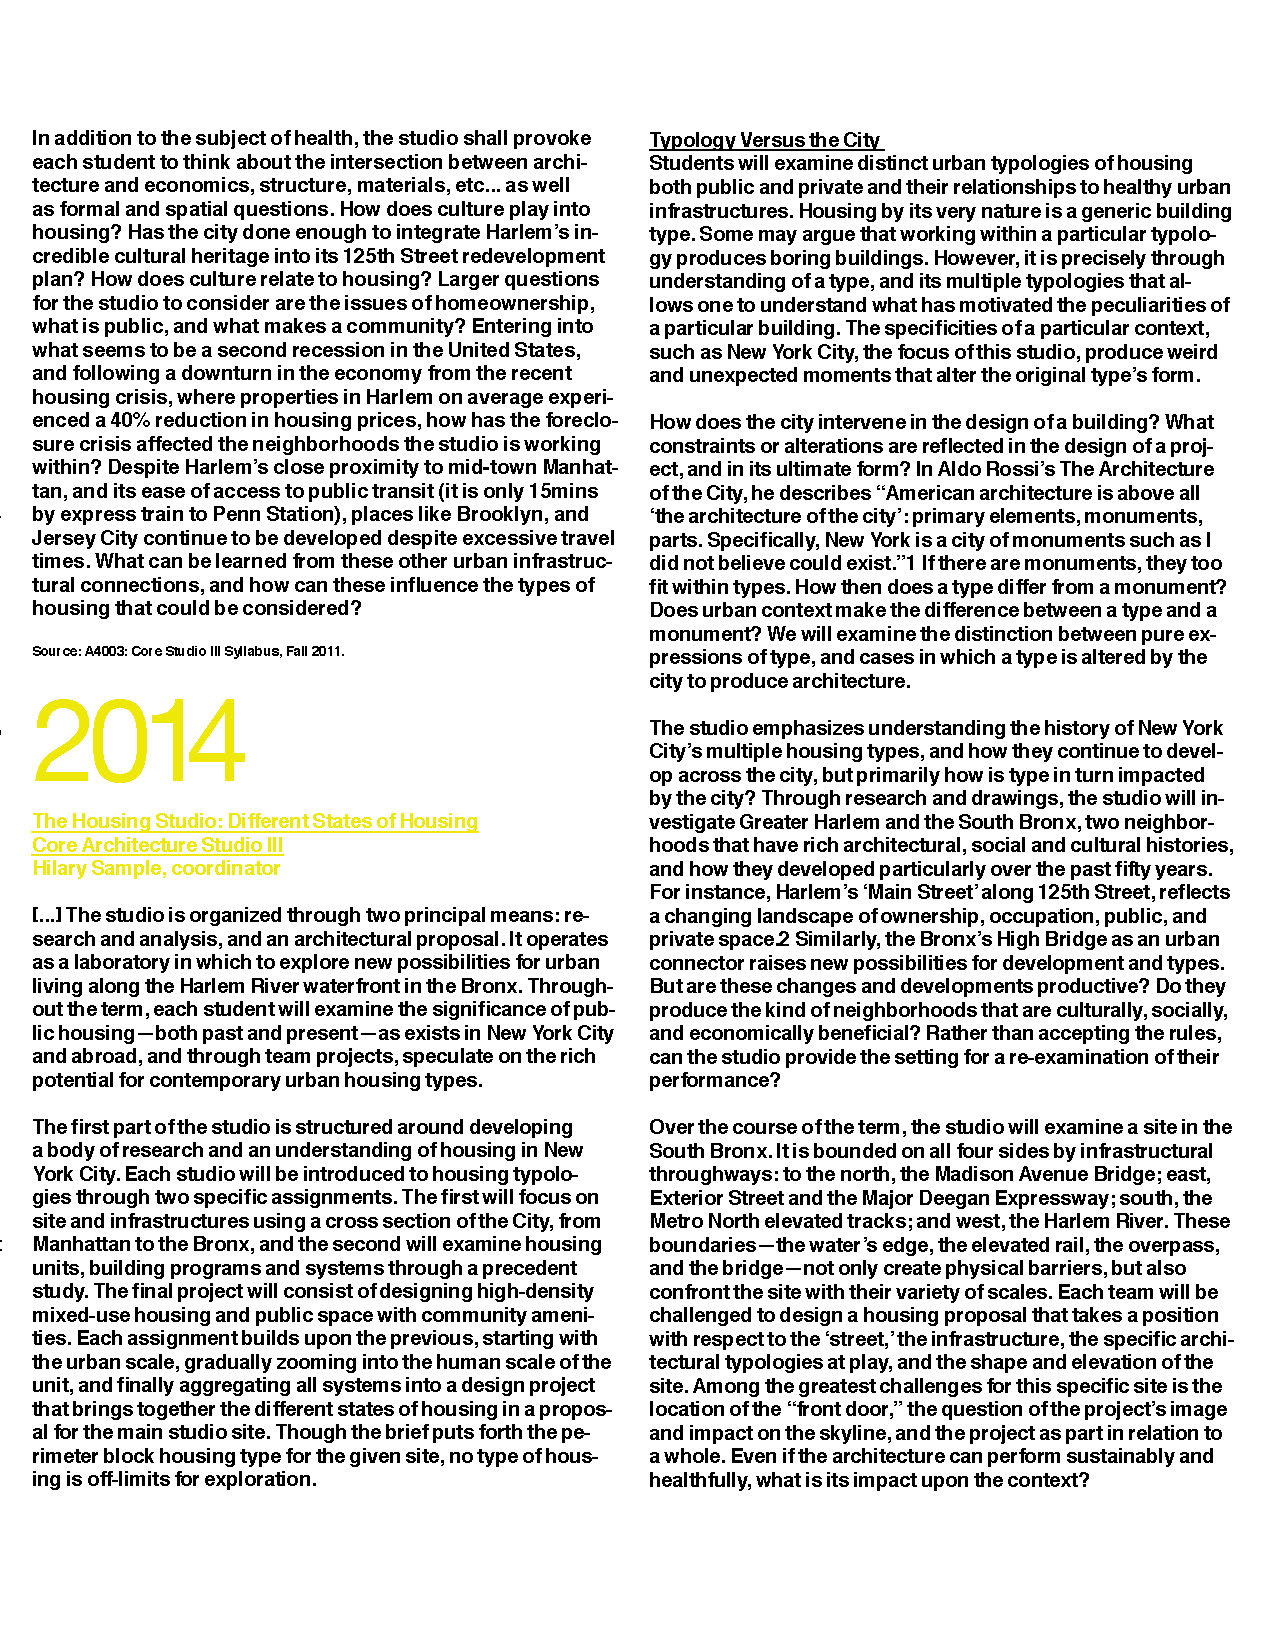 In addition to the subject of health, the studio shall provoke
each student to think about the intersection between archi-
tecture and economics, structure, materials, etc... as well
as formal and spatial questions. How does culture play into
housing? Has the city done enough to integrate Harlem's in-
credible cultural heritage into its 125th Street redevelopment
plan? How does culture relate to housing? Larger questions
for the studio to consider are the issues of homeownership,
what is public, and what makes a community? Entering into
what seems to be a second recession in the United States,
and following a downturn in the economy from the recent
housing crisis, where properties in Harlem on average experi-
enced a 40% reduction in housing prices, how has the foreclo-
sure crisis affected the neighborhoods the studio is working
within? Despite Harlem's close proximity to mid-town Manhat-
tan, and its ease of access to public transit (it is only 15mins
by express train to Penn Station), places like Brooklyn, and
Jersey City continue to be developed despite excessive travel
times. What can be learned from these other urban infrastruc-
tural connections, and how can these influence the types of
housing that could be considered?
Source: A4003: Core Studio III Syllabus, Fall 2011.
2014
The Housing Studio: Different States of Housing
Core Architecture Studio III
Hilary Sample, coordinator
[...] The studio is organized through two principal means: re-
search and analysis, and an architectural proposal. It operates
as a laboratory in which to explore new possibilities for urban
living along the Harlem River waterfront in the Bronx. Through-
out the term, each student will examine the significance of pub-
lic housing—both past and present—as exists in New York City
and abroad, and through team projects, speculate on the rich
potential for contemporary urban housing types.
The first part of the studio is structured around developing
a body of research and an understanding of housing in New
York City. Each studio will be introduced to housing typolo-
gies through two specific assignments. The first will focus on
site and infrastructures using a cross section of the City, from
Manhattan to the Bronx, and the second will examine housing
units, building programs and systems through a precedent
study. The final project will consist of designing high-density
mixed-use housing and public space with community ameni-
ties. Each assignment builds upon the previous, starting with
the urban scale, gradually zooming into the human scale of the
unit, and finally aggregating all systems into a design project
that brings together the different states of housing in a propos-
al for the main studio site. Though the brief puts forth the pe-
rimeter block housing type for the given site, no type of hous-
ing is off-limits for exploration.
Typology Versus the City
Students will examine distinct urban typologies of housing
both public and private and their relationships to healthy urban
infrastructures. Housing by its very nature is a generic building
type. Some may argue that working within a particular typolo-
gy produces boring buildings. However, it is precisely through
understanding of a type, and its multiple typologies that al-
lows one to understand what has motivated the peculiarities of
a particular building. The specificities of a particular context,
such as New York City, the focus of this studio, produce weird
and unexpected moments that alter the original type's form.
How does the city intervene in the design of a building? What
constraints or alterations are reflected in the design of a proj-
ect, and in its ultimate form? In Aldo Rossi's The Architecture
of the City, he describes “American architecture is above all
‘the architecture of the city’: primary elements, monuments,
parts. Specifically, New York is a city of monuments such as I
did not believe could exist.”1 If there are monuments, they too
fit within types. How then does a type differ from a monument?
Does urban context make the difference between a type and a
monument? We will examine the distinction between pure ex-
pressions of type, and cases in which a type is altered by the
city to produce architecture.
The studio emphasizes understanding the history of New York
City's multiple housing types, and how they continue to devel-
op across the city, but primarily how is type in turn impacted
by the city? Through research and drawings, the studio will in-
vestigate Greater Harlem and the South Bronx, two neighbor-
hoods that have rich architectural, social and cultural histories,
and how they developed particularly over the past fifty years.
For instance, Harlem's ‘Main Street’ along 125th Street, reflects
a changing landscape of ownership, occupation, public, and
private space.2 Similarly, the Bronx's High Bridge as an urban
connector raises new possibilities for development and types.
But are these changes and developments productive? Do they
produce the kind of neighborhoods that are culturally, socially,
and economically beneficial? Rather than accepting the rules,
can the studio provide the setting for a re-examination of their
performance?
Over the course of the term, the studio will examine a site in the
South Bronx. It is bounded on all four sides by infrastructural
throughways: to the north, the Madison Avenue Bridge; east,
Exterior Street and the Major Deegan Expressway; south, the
Metro North elevated tracks; and west, the Harlem River. These
boundaries—the water's edge, the elevated rail, the overpass,
and the bridge—not only create physical barriers, but also
confront the site with their variety of scales. Each team will be
challenged to design a housing proposal that takes a position
with respect to the ‘street,’ the infrastructure, the specific archi-
tectural typologies at play, and the shape and elevation of the
site. Among the greatest challenges for this specific site is the
location of the “front door,” the question of the project's image
and impact on the skyline, and the project as part in relation to
a whole. Even if the architecture can perform sustainably and
healthfully, what is its impact upon the context?